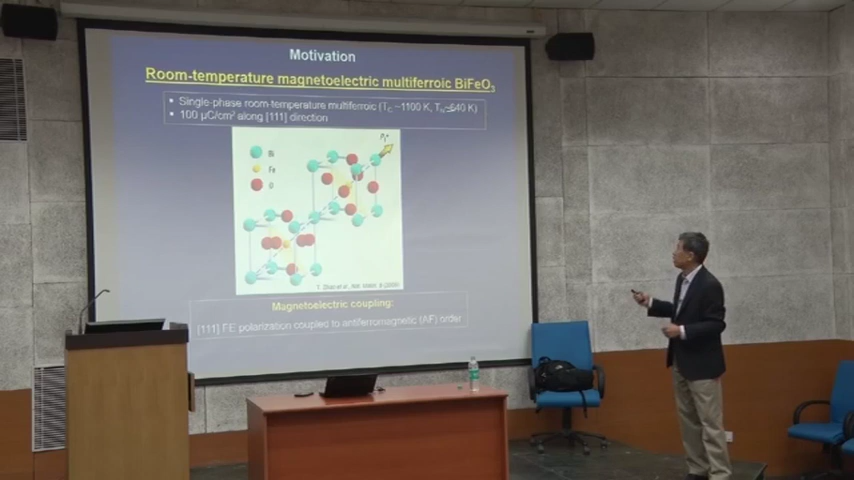 Motivation
Room-temperature magnetoelectric multiferroic BiFeO₃
• Single-phase room-temperature multiferroic (T_C ~1100 K, T_N~640 K)
• 100 μC/cm² along [111] direction
Bi
Fe
O
Magnetoelectric coupling:
[111] FE polarization coupled to antiferromagnetic (AF) order